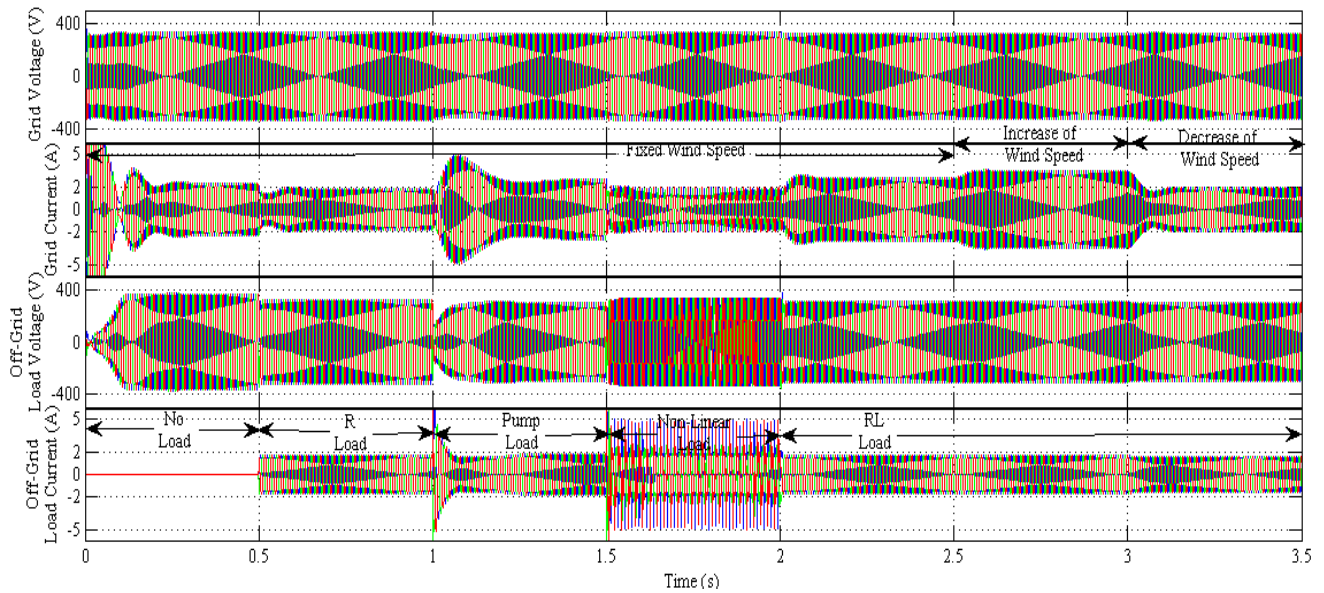 Grid Voltage (V)
400
0
-400
Grid Current (A)
5
2
0
-2
-5
Fixed Wind Speed
Increase of
Wind Speed
Decrease of
Wind Speed
Off-Grid
Load Voltage (V)
400
0
-400
Off-Grid
Load Current (A)
5
2
0
-2
-5
No
Load
R
Load
Pump
Load
Non-Linear
Load
RL
Load
0
0.5
1
1.5
2
2.5
3
3.5
Time (s)